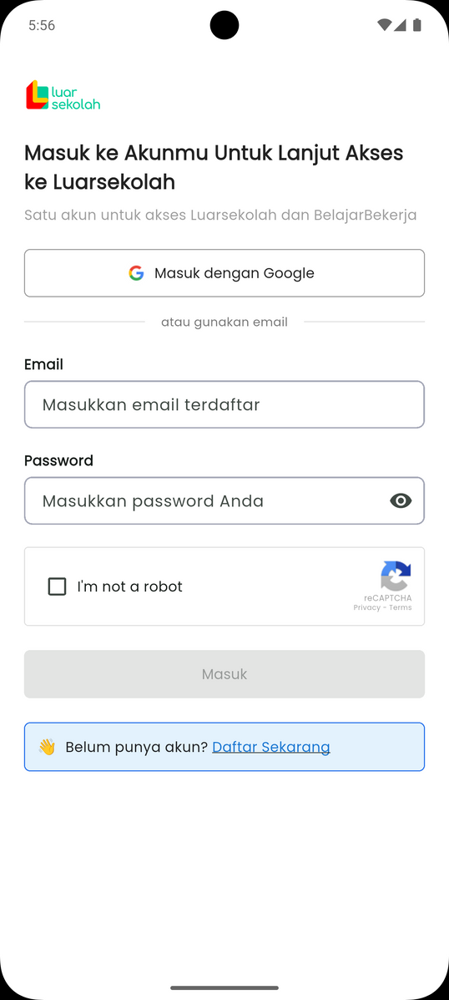 5:56
luar
sekolah
Masuk ke Akunmu Untuk Lanjut Akses
ke Luarsekolah
Satu akun untuk akses Luarsekolah dan BelajarBekerja
Masuk dengan Google
atau gunakan email
Email
Masukkan email terdaftar
Password
Masukkan password Anda
I'm not a robot
reCAPTCHA
Privacy - Terms
Masuk
👋 Belum punya akun? Daftar Sekarang